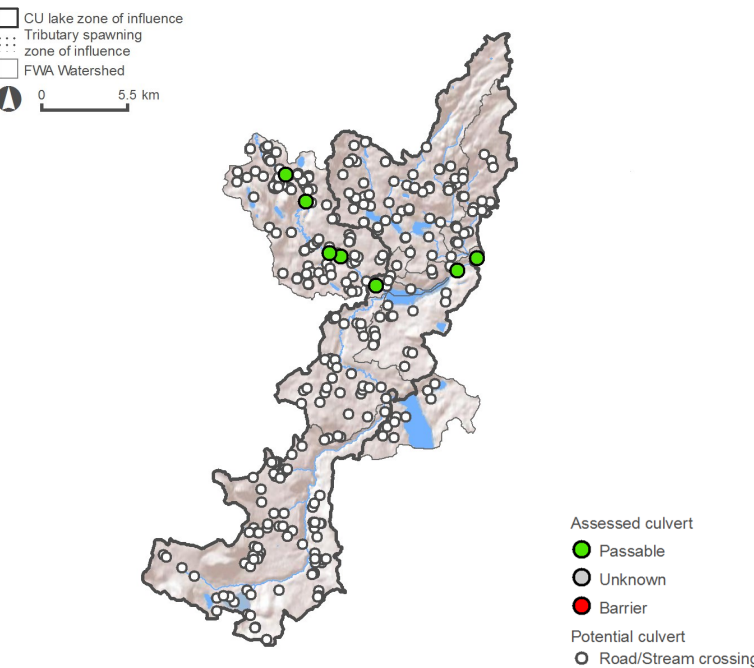 CU lake zone of influence
Tributary spawning
zone of influence
FWA Watershed
0 5.5 km
Assessed culvert
Passable
Unknown
Barrier
Potential culvert
Road/Stream crossing